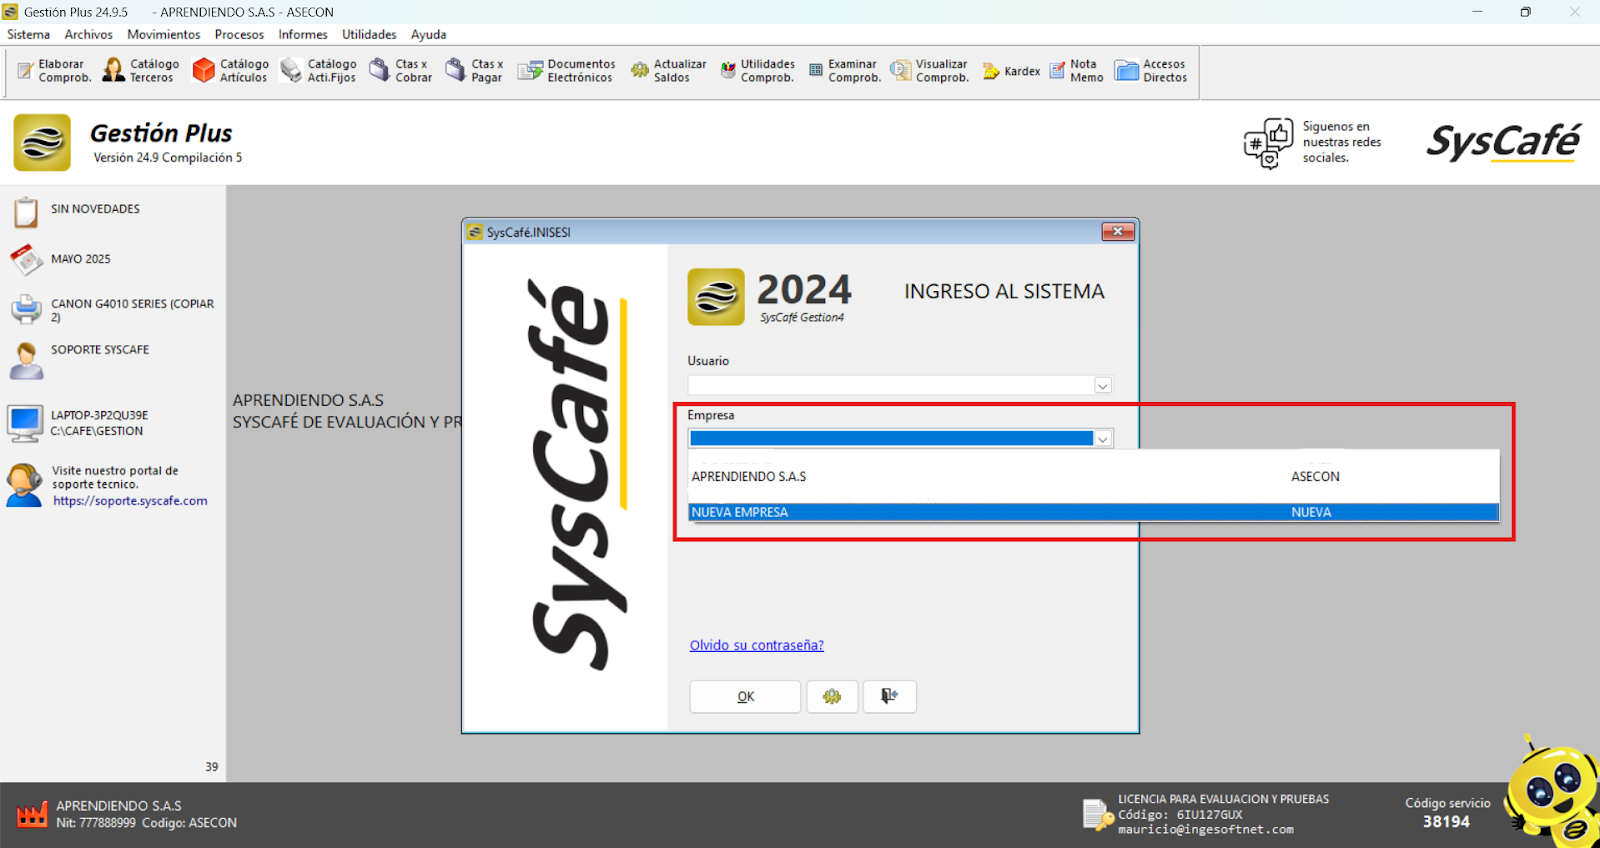 Gestión Plus 24.9.5 - APRENDIENDO S.A.S - ASECON
Sistema Archivos Movimientos Procesos Informes Utilidades Ayuda
Elaborar Comprob.
Catálogo Terceros
Catálogo Artículos
Catálogo Acti.Fijos
Ctas x Cobrar
Ctas x Pagar
Documentos Electrónicos
Actualizar Saldos
Utilidades Comprob.
Examinar Comprob.
Visualizar Comprob.
Kardex
Nota Memo
Accesos Directos
Gestión Plus
Versión 24.9 Compilación 5
Siguenos en
nuestras redes
sociales.
SysCafé
SIN NOVEDADES
MAYO 2025
CANON G4010 SERIES (COPIAR
2)
SOPORTE SYSCAFE
LAPTOP-3P2QU39E
C:\CAFE\GESTION
Visite nuestro portal de
soporte tecnico.
https://soporte.syscafe.com
39
APRENDIENDO S.A.S
SYSCAFÉ DE EVALUACIÓN Y PR
SysCafé.INISESI
SysCafé
2024
SysCafé Gestion4
INGRESO AL SISTEMA
Usuario
Empresa
APRENDIENDO S.A.S ASECON
NUEVA EMPRESA NUEVA
Olvido su contraseña?
OK
APRENDIENDO S.A.S
Nit: 777888999 Codigo: ASECON
LICENCIA PARA EVALUACION Y PRUEBAS
Código: 6IU127GUX
mauricio@ingesoftnet.com
Código servicio
38194